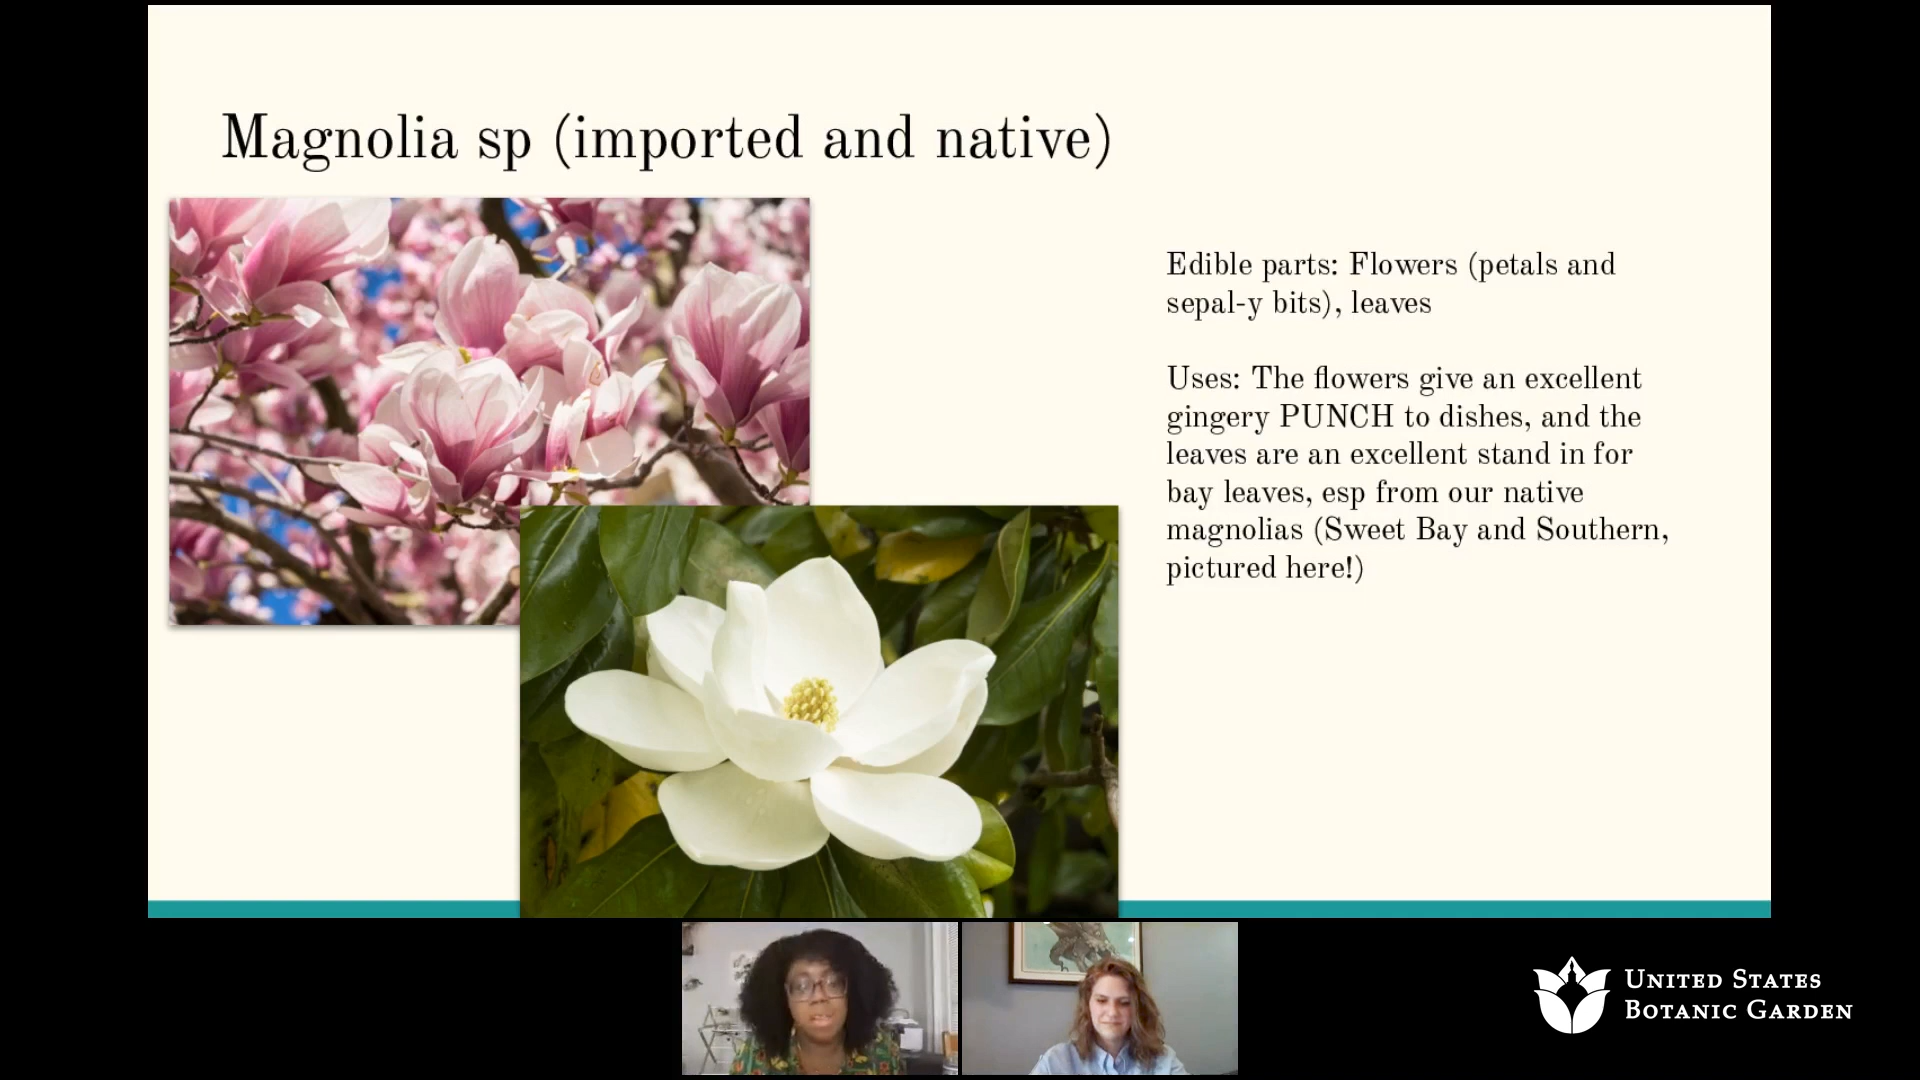 Magnolia sp (imported and native)
Edible parts: Flowers (petals and
sepal-y bits), leaves
Uses: The flowers give an excellent
gingery PUNCH to dishes, and the
leaves are an excellent stand in for
bay leaves, esp from our native
magnolias (Sweet Bay and Southern,
pictured here!)
UNITED STATES
BOTANIC GARDEN